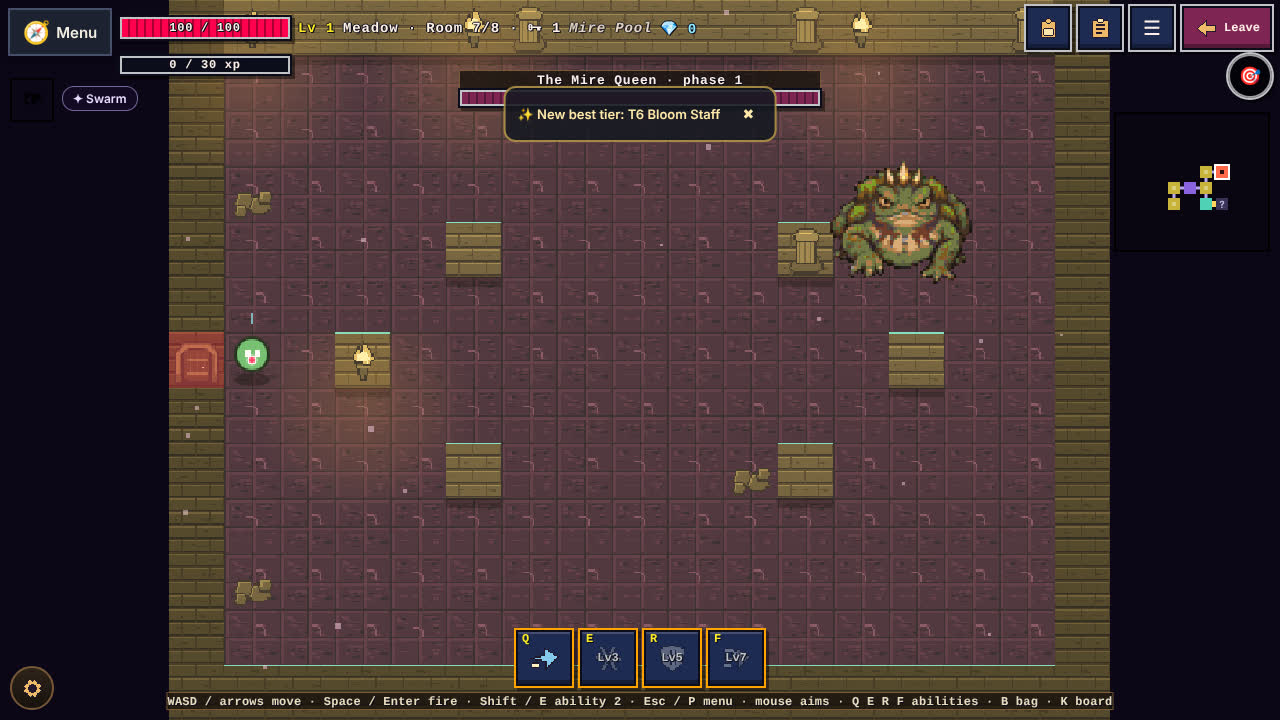 Menu
100 / 100
Lv 1 Meadow · Room 7/8 · 1 Mire Pool 0
Leave
0 / 30 xp
Swarm
The Mire Queen · phase 1
New best tier: T6 Bloom Staff
?
Q E R F
Lv3 Lv5 Lv7
WASD / arrows move · Space / Enter fire · Shift / E ability 2 · Esc / P menu · mouse aims · Q E R F abilities · B bag · K board